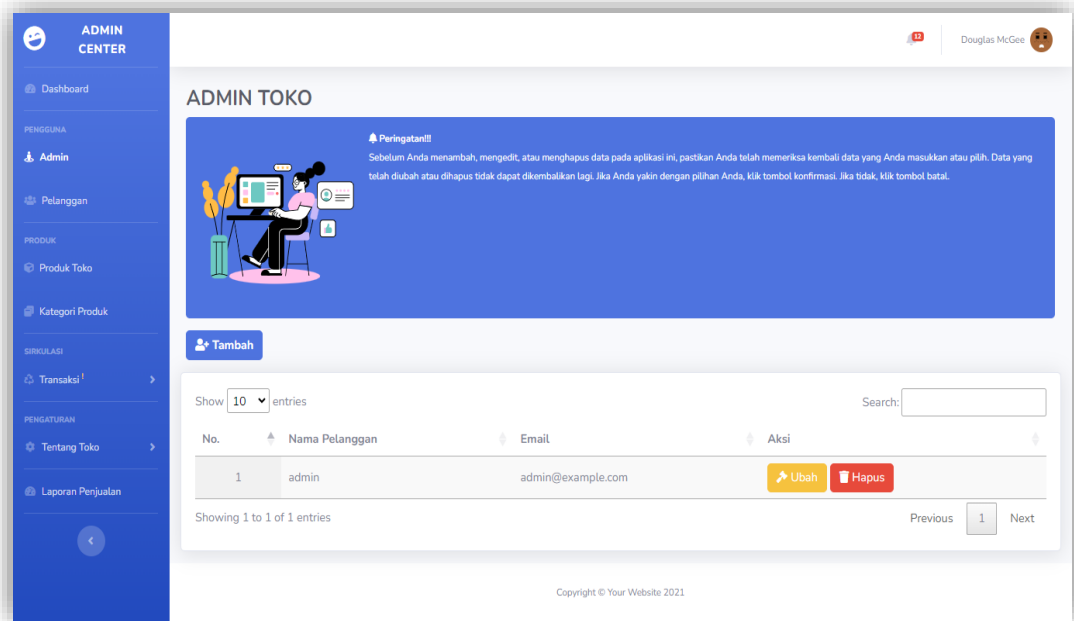 ADMIN
CENTER
12
Douglas McGee
Dashboard
ADMIN TOKO
PENGGUNA
Admin
Pelanggan
PRODUK
Produk Toko
Kategori Produk
SIRKULASI
Transaksi !
PENGATURAN
Tentang Toko
Laporan Penjualan
Peringatan!!!
Sebelum Anda menambah, mengedit, atau menghapus data pada aplikasi ini, pastikan Anda telah memeriksa kembali data yang Anda masukkan atau pilih. Data yang
telah diubah atau dihapus tidak dapat dikembalikan lagi. Jika Anda yakin dengan pilihan Anda, klik tombol konfirmasi. Jika tidak, klik tombol batal.
Tambah
Show 10 entries
Search:
No. Nama Pelanggan Email Aksi
1 admin admin@example.com Ubah Hapus
Showing 1 to 1 of 1 entries
Previous 1 Next
Copyright © Your Website 2021